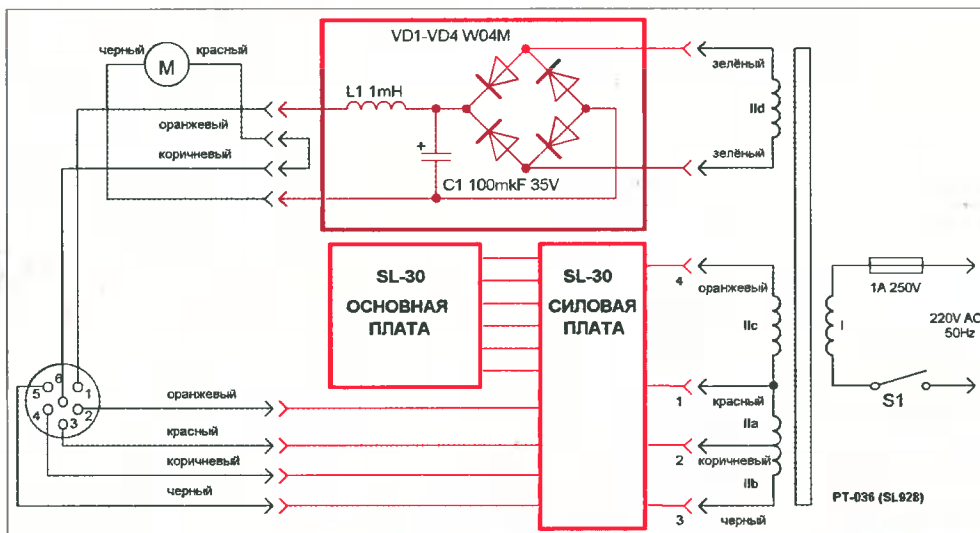 VD1-VD4 W04M
черный
красный
M
L1 1mH
зелёный
IId
оранжевый
коричневый
+
C1 100mkF 35V
зелёный
SL-30
ОСНОВНАЯ
ПЛАТА
SL-30
СИЛОВАЯ
ПЛАТА
4
оранжевый
IIc
I
1A 250V
220V AC
50Hz
S1
1
красный
IIa
2
коричневый
IIb
3
черный
PT-036 (SL928)
6
5
1
4
2
3
оранжевый
красный
коричневый
черный